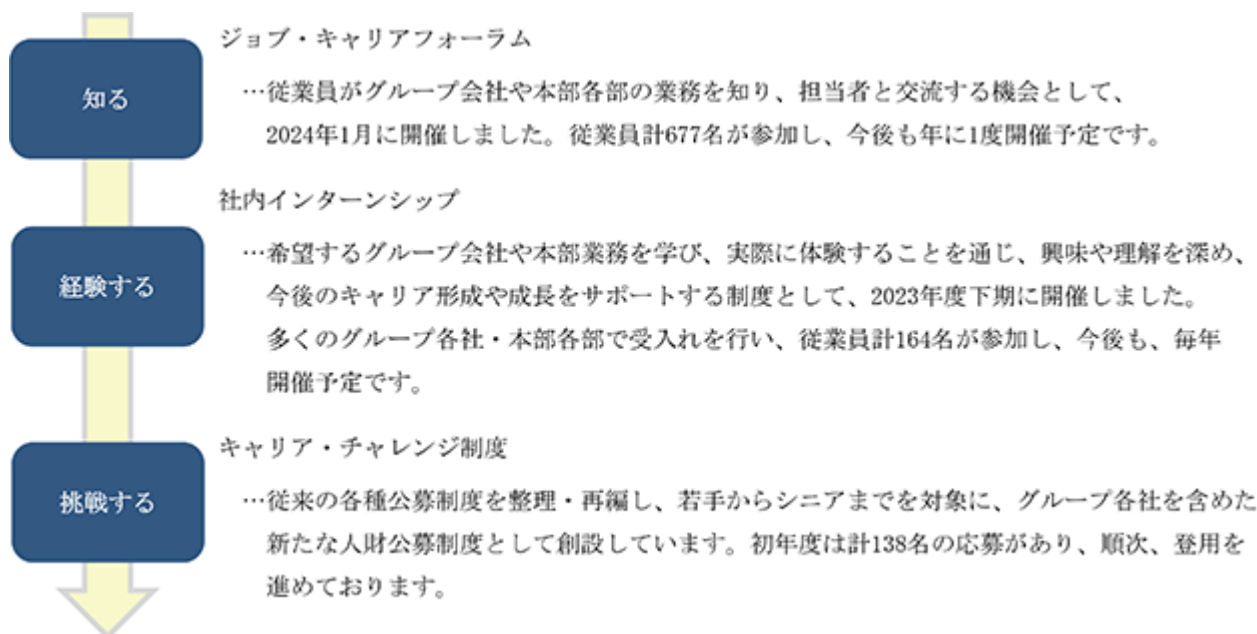 知る
ジョブ・キャリアフォーラム
…従業員がグループ会社や本部各部の業務を知り、担当者と交流する機会として、
2024年1月に開催しました。従業員計677名が参加し、今後も年に1度開催予定です。
経験する
社内インターンシップ
…希望するグループ会社や本部業務を学び、実際に体験することを通じ、興味や理解を深め、
今後のキャリア形成や成長をサポートする制度として、2023年度下期に開催しました。
多くのグループ各社・本部各部で受入れを行い、従業員計164名が参加し、今後も、毎年
開催予定です。
挑戦する
キャリア・チャレンジ制度
…従来の各種公募制度を整理・再編し、若手からシニアまでを対象に、グループ各社を含めた
新たな人財公募制度として創設しています。初年度は計138名の応募があり、順次、登用を
進めております。